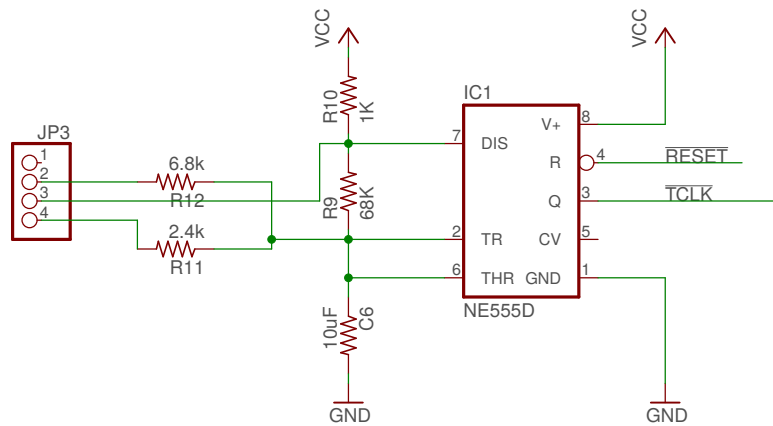 VCC
VCC
R10
1K
IC1
V+
8
7
DIS
JP3
1
2
3
4
6.8k
R12
R
4
RESET
R9
68K
Q
3
TCLK
2.4k
R11
2
TR
CV
5
6
THR
GND
1
10uF
C6
NE555D
GND
GND